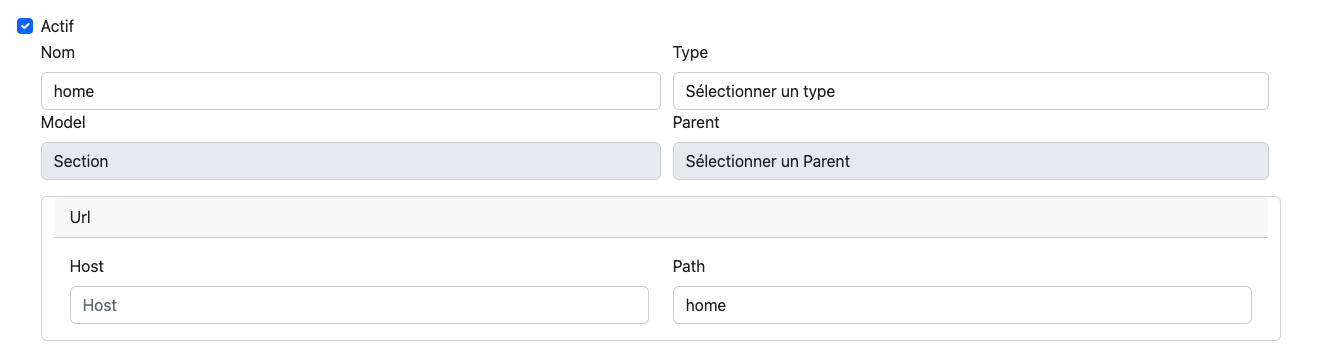 Actif
Nom
Type
home
Sélectionner un type
Model
Parent
Section
Sélectionner un Parent
Url
Host
Path
Host
home